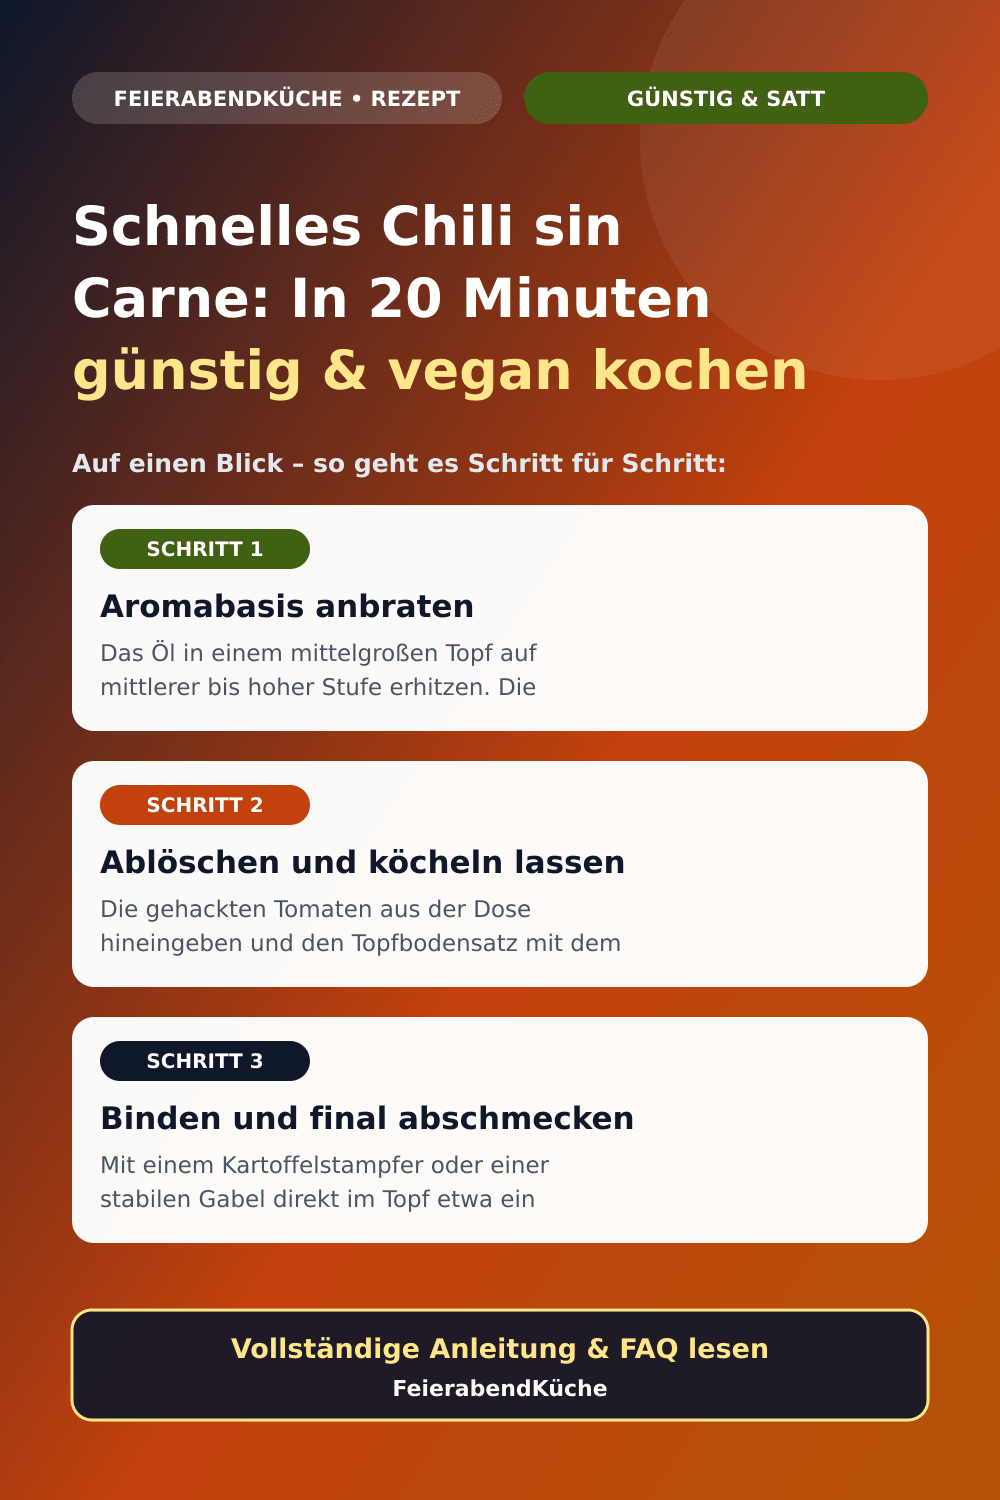 FEIERABENDKÜCHE • REZEPT
GÜNSTIG & SATT
Schnelles Chili sin
Carne: In 20 Minuten
günstig & vegan kochen
Auf einen Blick – so geht es Schritt für Schritt:
SCHRITT 1
Aromabasis anbraten
Das Öl in einem mittelgroßen Topf auf
mittlerer bis hoher Stufe erhitzen. Die
SCHRITT 2
Ablöschen und köcheln lassen
Die gehackten Tomaten aus der Dose
hineingeben und den Topfbodensatz mit dem
SCHRITT 3
Binden und final abschmecken
Mit einem Kartoffelstampfer oder einer
stabilen Gabel direkt im Topf etwa ein
Vollständige Anleitung & FAQ lesen
FeierabendKüche